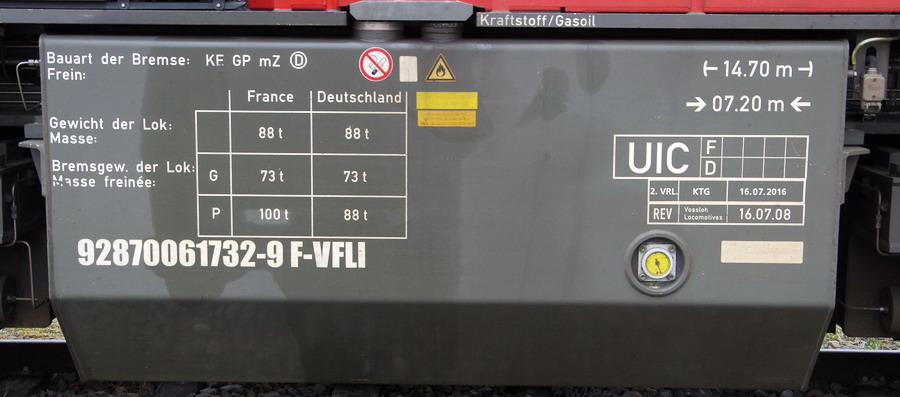 Kraftstoff/Gasoil
Bauart der Bremse: KE GP mZ Ⓓ
Frein:
France Deutschland
Gewicht der Lok: 88 t 88 t
Masse:
Bremsgew. der Lok: G 73 t 73 t
Masse freinée:
P 100 t 88 t
92870061732-9 F-VFLI
14.70 m
→ 07.20 m ←
UIC F
D
2. VRL. KTG 16.07.2016
REV Vossloh Locomotives 16.07.08